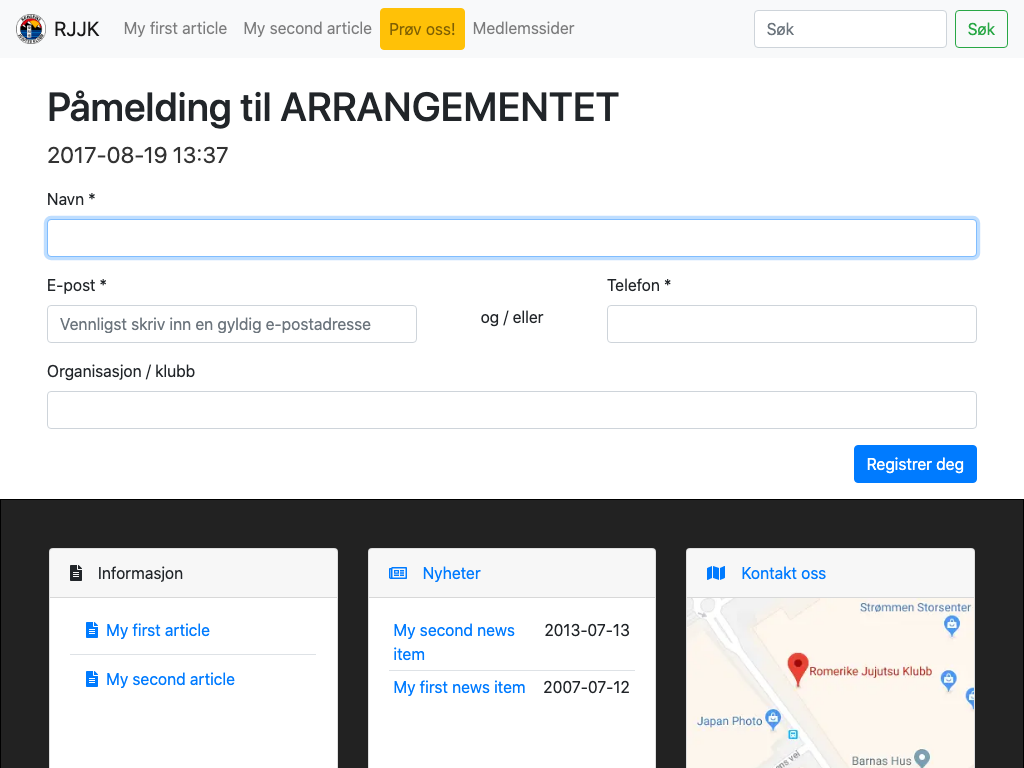 RJJK My first article My second article Prøv oss! Medlemssider Søk Søk
Påmelding til ARRANGEMENTET
2017-08-19 13:37
Navn *
E-post * Telefon *
Vennligst skriv inn en gyldig e-postadresse og / eller
Organisasjon / klubb
Registrer deg
Informasjon
My first article
My second article
Nyheter
My second news item 2013-07-13
My first news item 2007-07-12
Kontakt oss
Strømmen Storsenter
Romerike Jujutsu Klubb
Japan Photo
ens vei
Barnas Hus